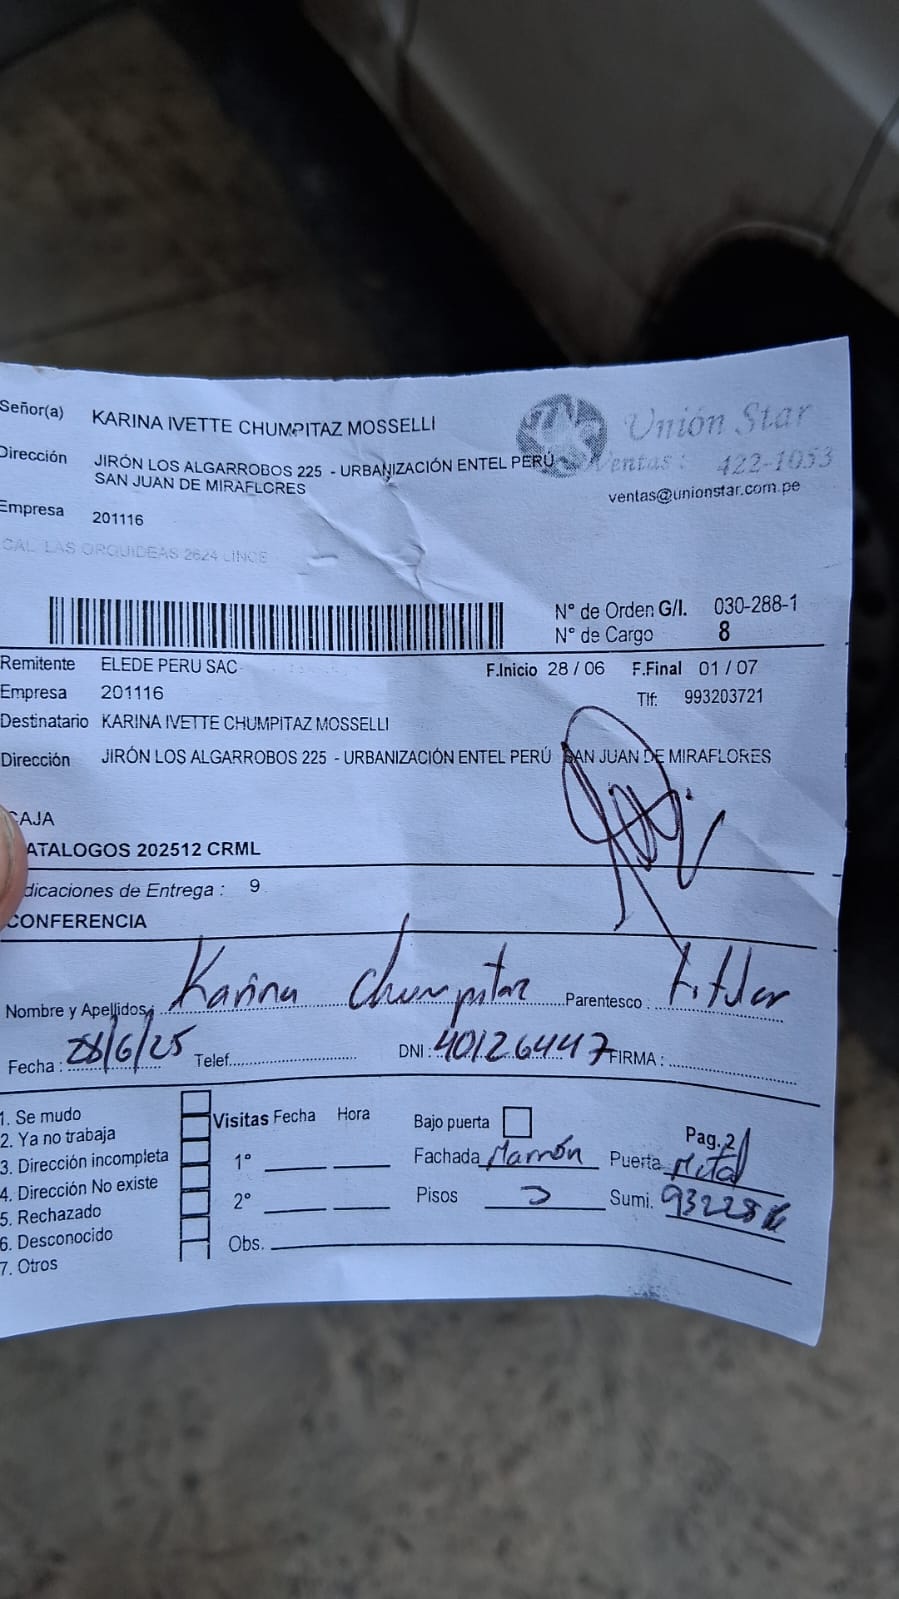 Señor(a) KARINA IVETTE CHUMPITAZ MOSSELLI
Unión Star
Ventas : 422-1053
ventas@unionstar.com.pe
Dirección JIRÓN LOS ALGARROBOS 225 - URBANIZACIÓN ENTEL PERÚ
SAN JUAN DE MIRAFLORES
Empresa 201116
CAL. LAS ORQUIDEAS 2624 LINCE
N° de Orden G/I. 030-288-1
N° de Cargo 8
Remitente ELEDE PERU SAC F.Inicio 28 / 06 F.Final 01 / 07
Empresa 201116 Tlf: 993203721
Destinatario KARINA IVETTE CHUMPITAZ MOSSELLI
Dirección JIRÓN LOS ALGARROBOS 225 - URBANIZACIÓN ENTEL PERÚ SAN JUAN DE MIRAFLORES
CAJA
ATALOGOS 202512 CRML
dicaciones de Entrega : 9
CONFERENCIA
Nombre y Apellidos: Karina Chumpitaz Parentesco : titular
Fecha : 28/6/25 Telef. DNI : 40126447 FIRMA :
1. Se mudo
2. Ya no trabaja
3. Dirección incompleta
4. Dirección No existe
5. Rechazado
6. Desconocido
7. Otros
Visitas Fecha Hora
1°
2°
Obs.
Bajo puerta Pag. 2
Fachada Marrón Puerta Metal
Pisos 3 Sumi.